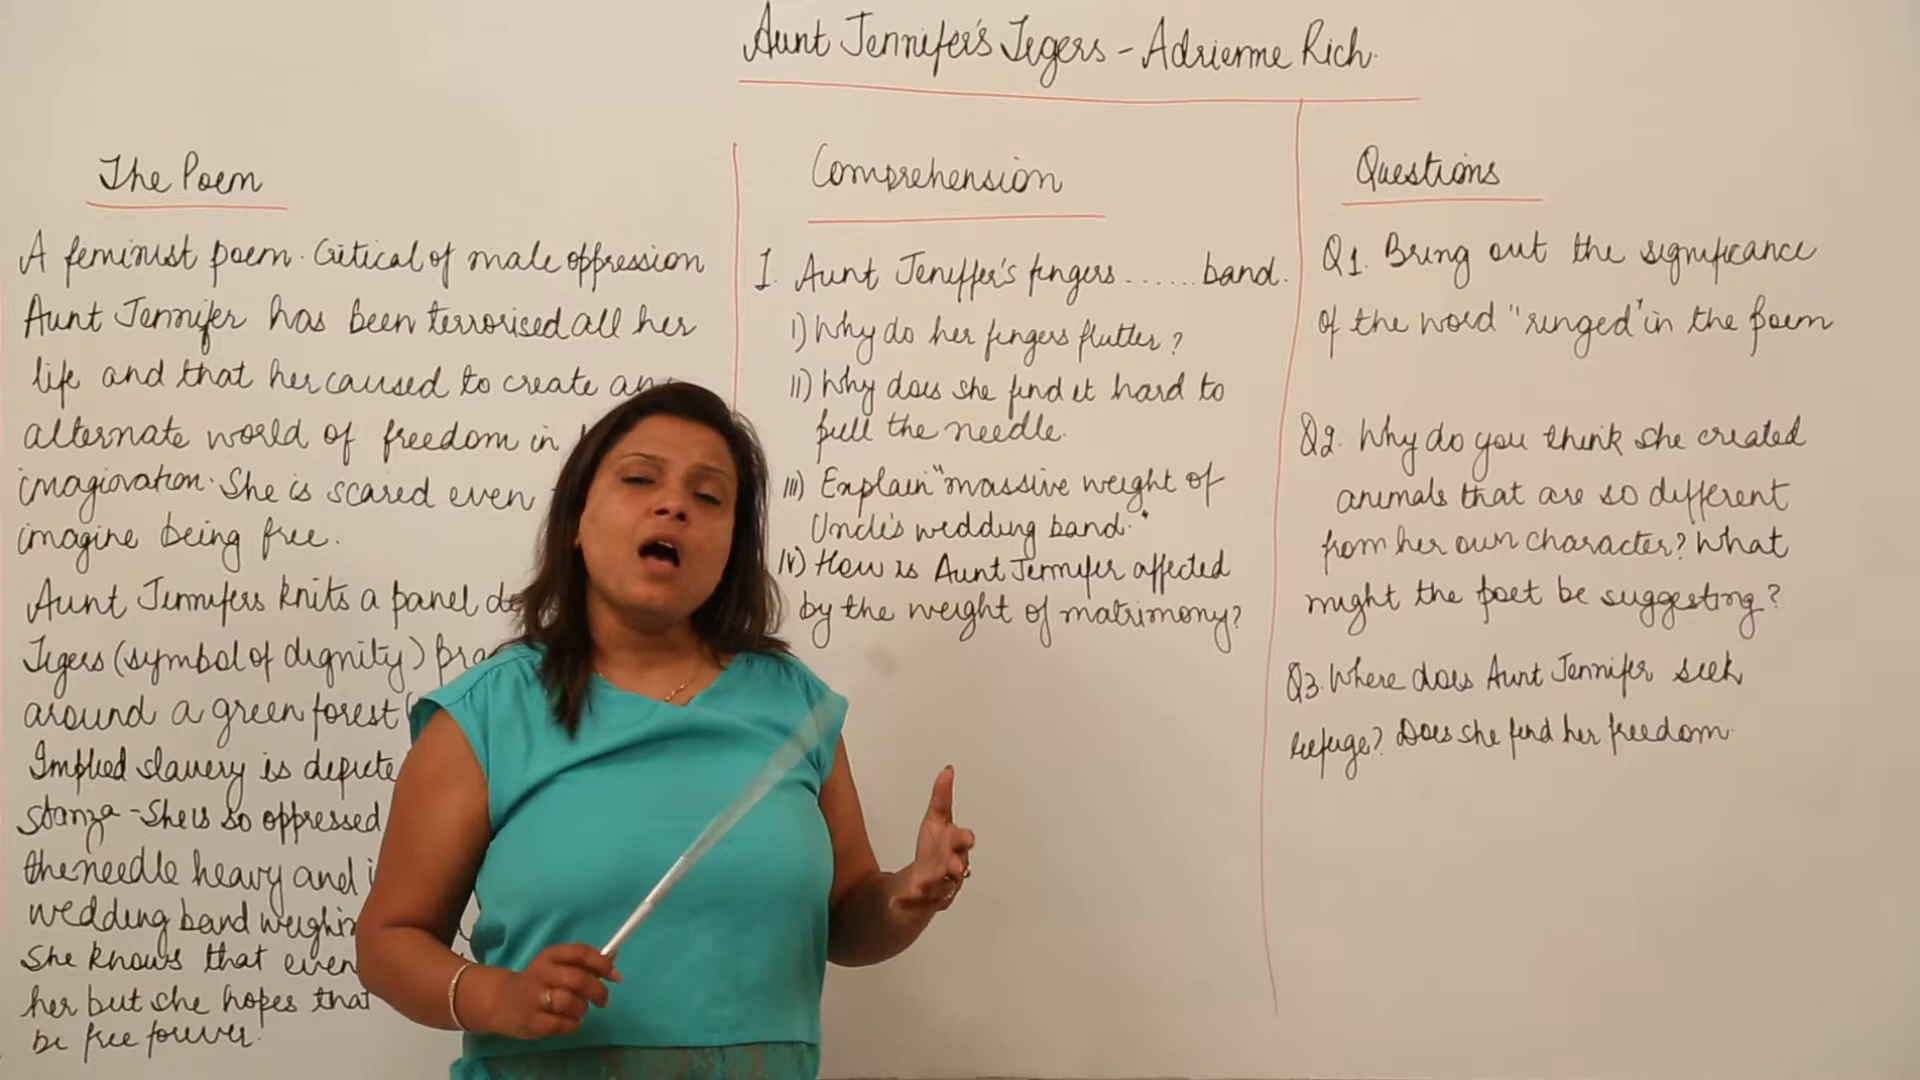 Aunt Jennifer's Tigers - Adrienne Rich.
The Poem
A feminist poem. Critical of male oppression
Aunt Jennifer has been terrorised all her
life and that her caused to create an
alternate world of freedom in
imagination. She is scared even
imagine being free.
Aunt Jennifers knits a panel
Tigers (symbol of dignity)
around a green forest
Implied slavery is
stanza - She is so oppressed
the needle heavy and
wedding band
She knows that even
her but she hopes that
be free forever.
Comprehension
I. Aunt Jeniffer's fingers ...... band.
i) Why do her fingers flutter?
ii) Why does she find it hard to
pull the needle.
iii) Explain "massive weight of
Uncle's wedding band."
iv) How is Aunt Jennifer affected
by the weight of matrimony?
Questions
Q1. Bring out the significance
of the word "ringed" in the poem
Q2. Why do you think she created
animals that are so different
from her own character? What
might the poet be suggesting?
Q3. Where does Aunt Jennifer seek
refuge? Does she find her freedom.